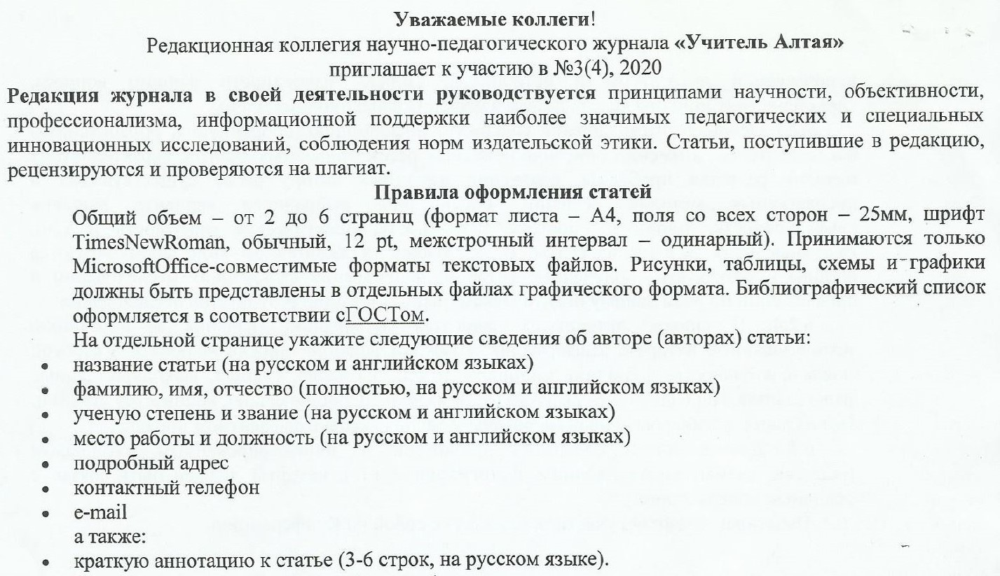 Уважаемые коллеги!
Редакционная коллегия научно-педагогического журнала «Учитель Алтая»
приглашает к участию в №3(4), 2020
Редакция журнала в своей деятельности руководствуется принципами научности, объективности,
профессионализма, информационной поддержки наиболее значимых педагогических и специальных
инновационных исследований, соблюдения норм издательской этики. Статьи, поступившие в редакцию,
рецензируются и проверяются на плагиат.
Правила оформления статей
Общий объем – от 2 до 6 страниц (формат листа – А4, поля со всех сторон – 25мм, шрифт
TimesNewRoman, обычный, 12 pt, межстрочный интервал – одинарный). Принимаются только
MicrosoftOffice-совместимые форматы текстовых файлов. Рисунки, таблицы, схемы и графики
должны быть представлены в отдельных файлах графического формата. Библиографический список
оформляется в соответствии сГОСТом.
На отдельной странице укажите следующие сведения об авторе (авторах) статьи:
• название статьи (на русском и английском языках)
• фамилию, имя, отчество (полностью, на русском и английском языках)
• ученую степень и звание (на русском и английском языках)
• место работы и должность (на русском и английском языках)
• подробный адрес
• контактный телефон
• e-mail
а также:
• краткую аннотацию к статье (3-6 строк, на русском языке).